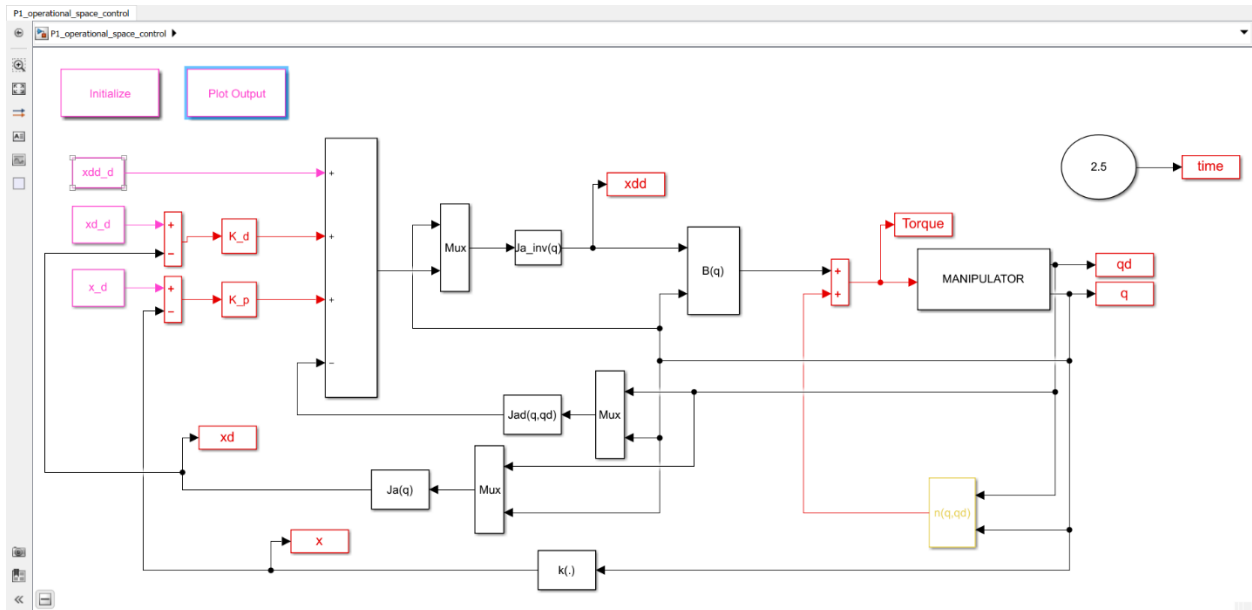 P1_operational_space_control
P1_operational_space_control
Initialize
Plot Output
2.5
time
xdd_d
xdd
xd_d
K_d
Mux
Ja_inv(q)
B(q)
Torque
MANIPULATOR
qd
q
x_d
K_p
Jad(q,qd)
Mux
xd
Ja(q)
Mux
n(q,qd)
x
k(.)